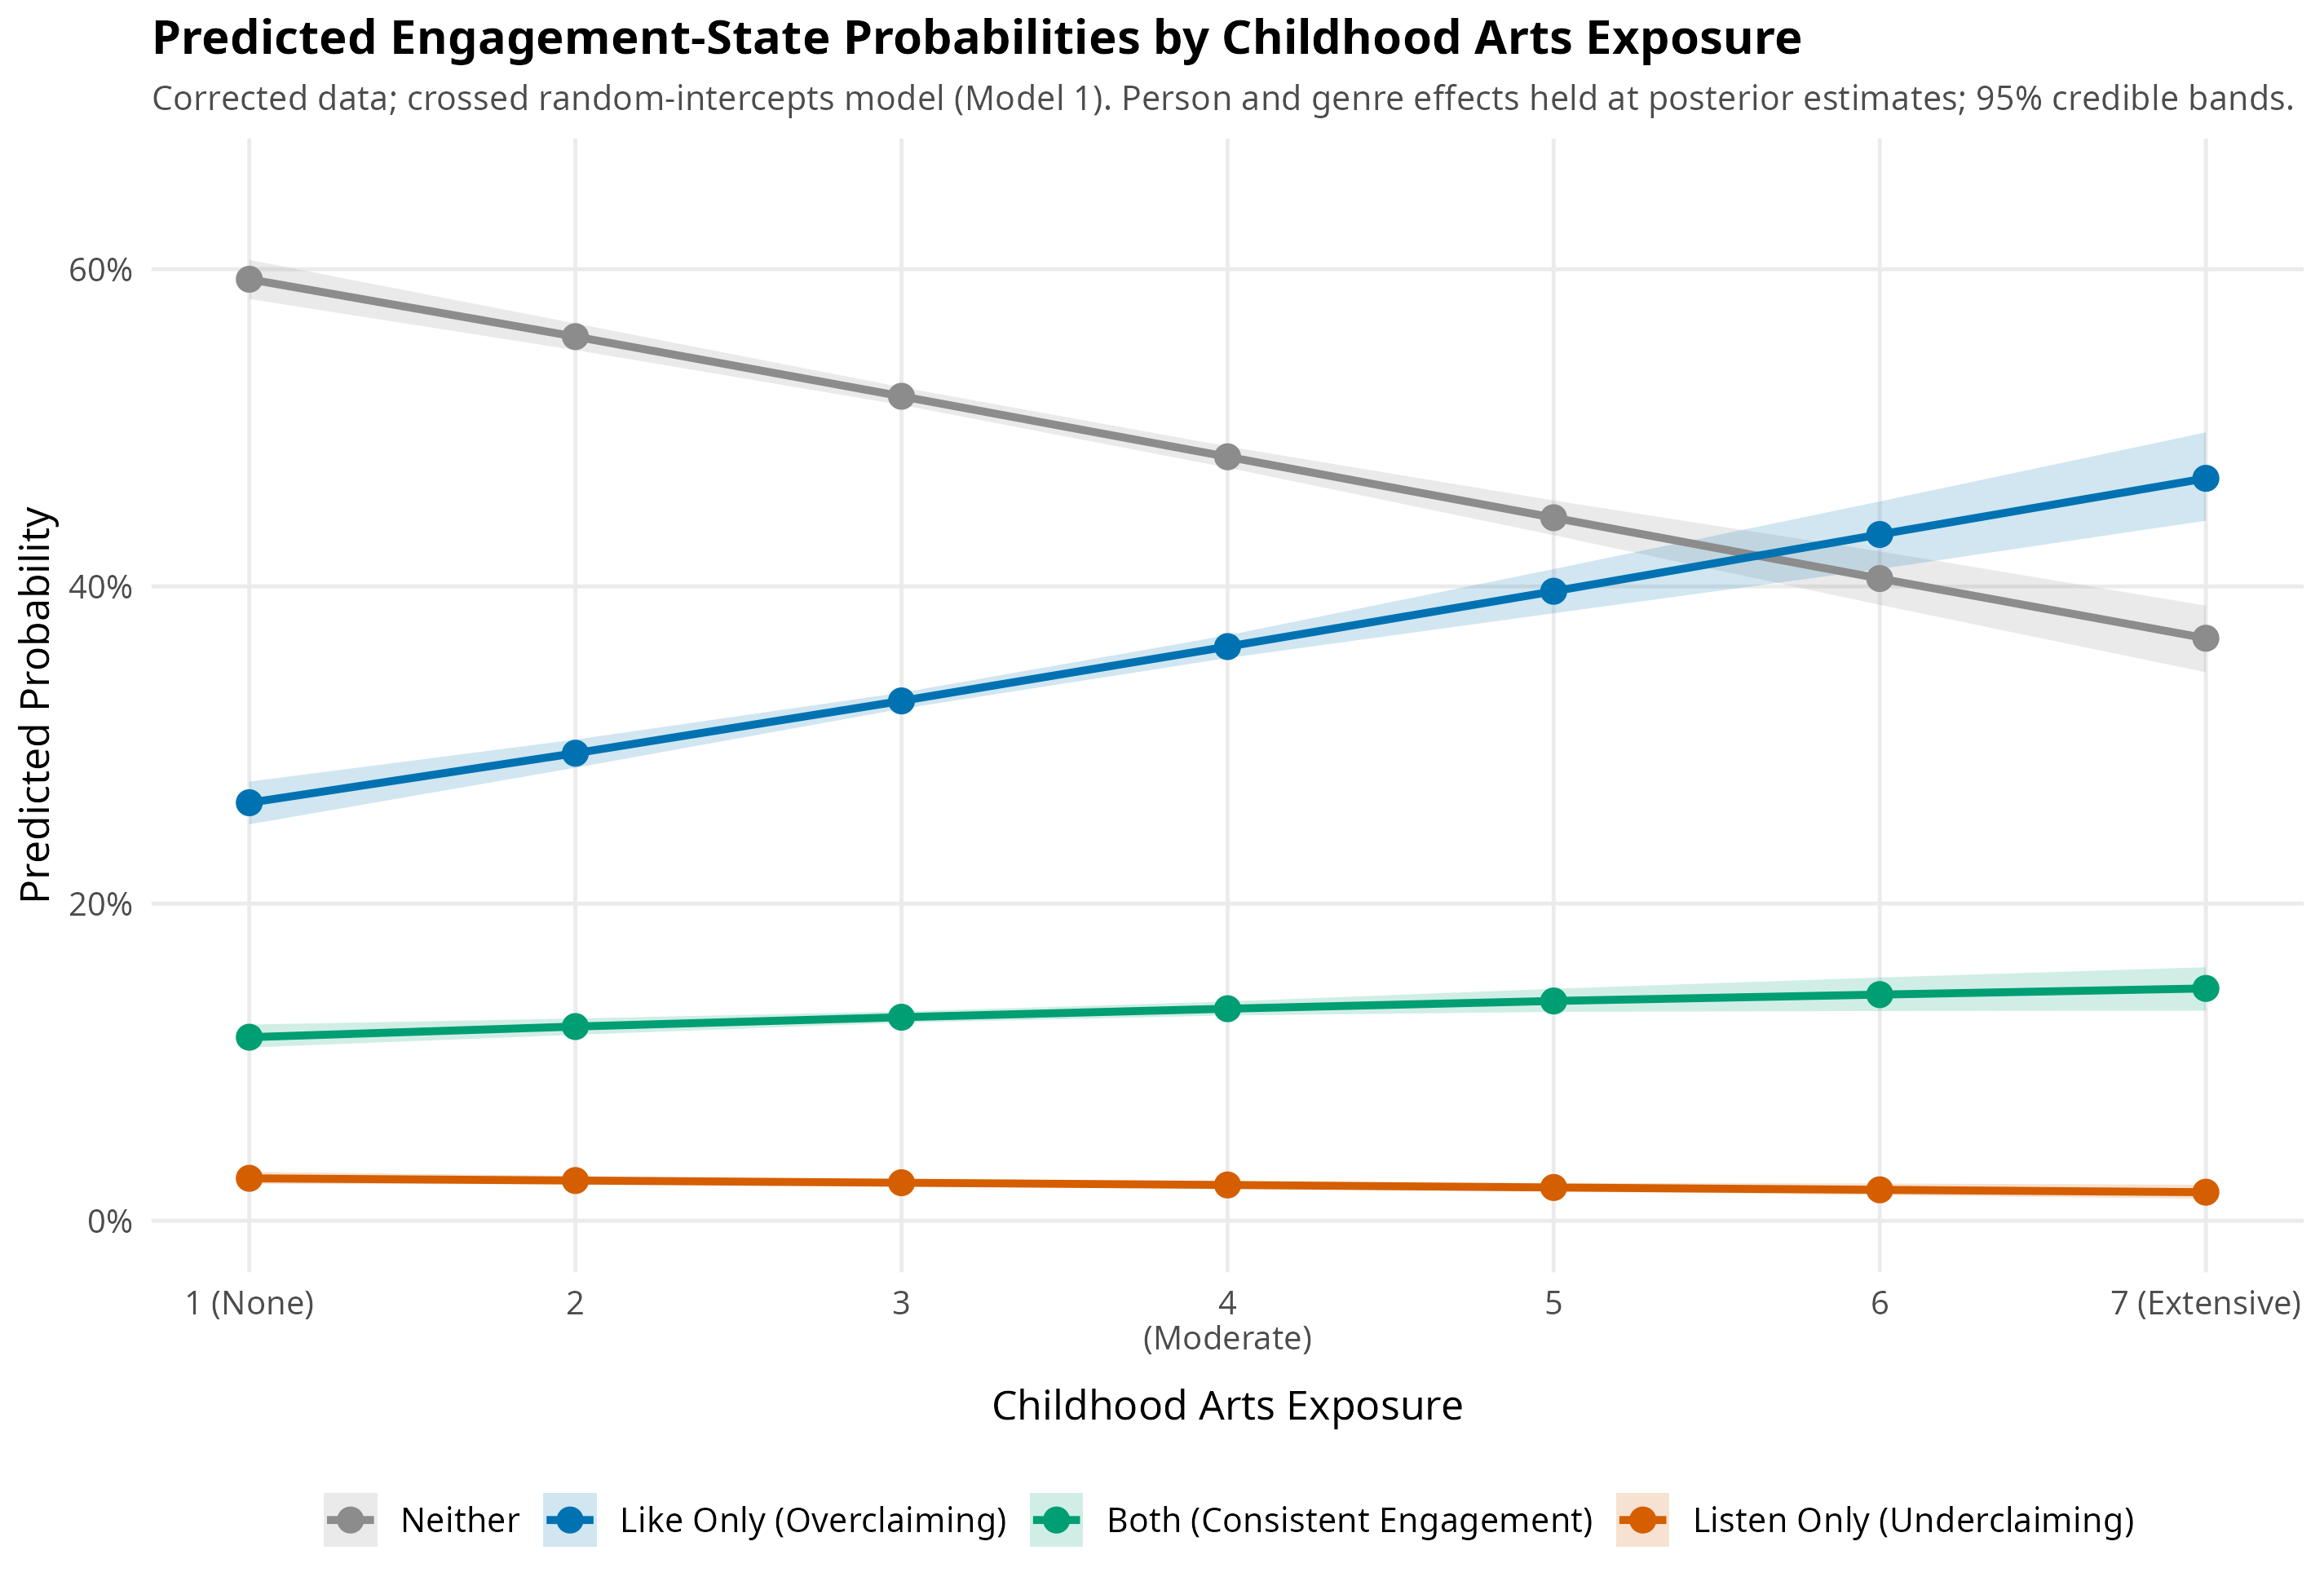 Predicted Engagement-State Probabilities by Childhood Arts Exposure
Corrected data; crossed random-intercepts model (Model 1). Person and genre effects held at posterior estimates; 95% credible bands.
Predicted Probability
60%
40%
20%
0%
1 (None)
2
3
4
(Moderate)
5
6
7 (Extensive)
Childhood Arts Exposure
Neither
Like Only (Overclaiming)
Both (Consistent Engagement)
Listen Only (Underclaiming)